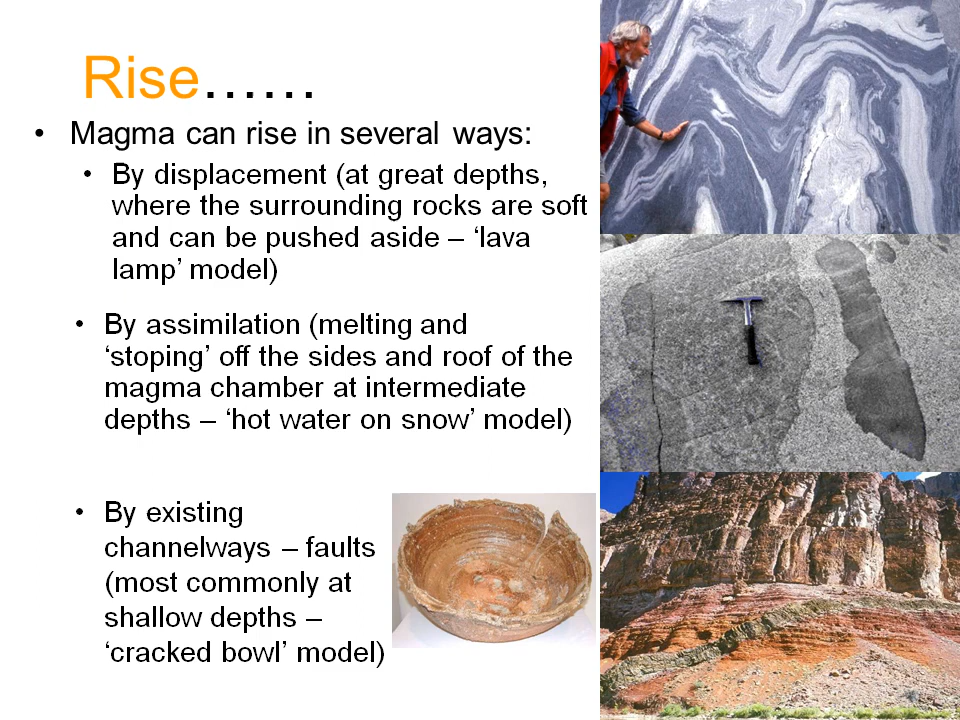 Rise……
• Magma can rise in several ways:
• By displacement (at great depths,
where the surrounding rocks are soft
and can be pushed aside – ‘lava
lamp’ model)
• By assimilation (melting and
‘stoping’ off the sides and roof of the
magma chamber at intermediate
depths – ‘hot water on snow’ model)
• By existing
channelways – faults
(most commonly at
shallow depths –
‘cracked bowl’ model)